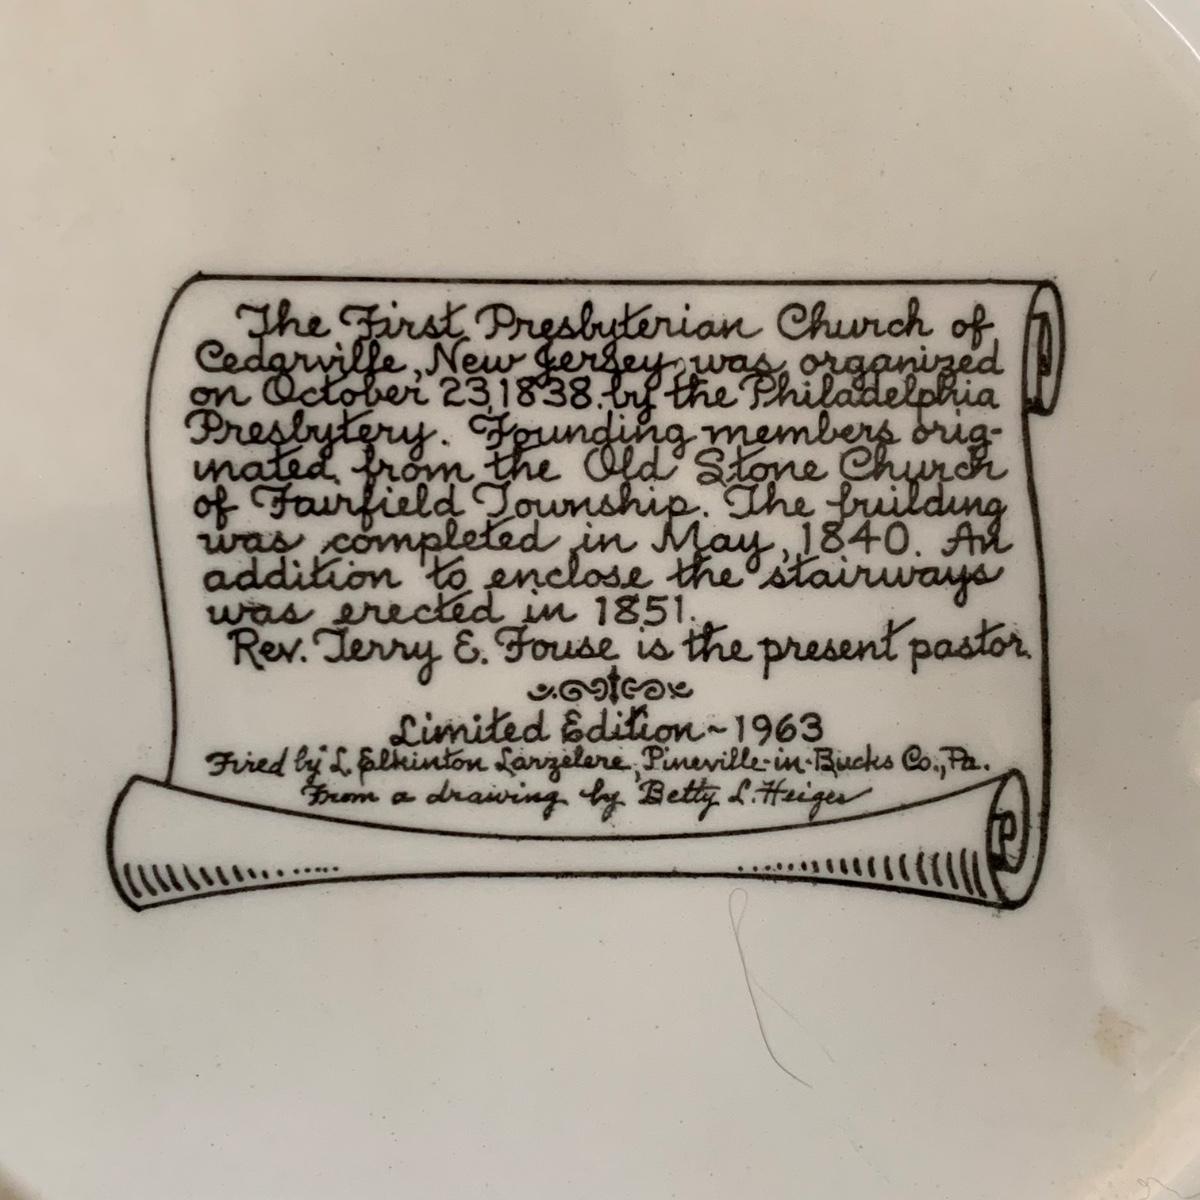 The First Presbyterian Church of
Cedarville, New Jersey, was organized
on October 23, 1838. by the Philadelphia
Presbytery. Founding members orig-
inated from the Old Stone Church
of Fairfield Township. The building
was completed in May, 1840. An
addition to enclose the stairways
was erected in 1851.
Rev. Terry E. Fouse is the present pastor.
Limited Edition~1963
Fired by L. Elkinton Larzelere, Pineville-in-Bucks Co., Pa.
From a drawing by Betty L. Heiges